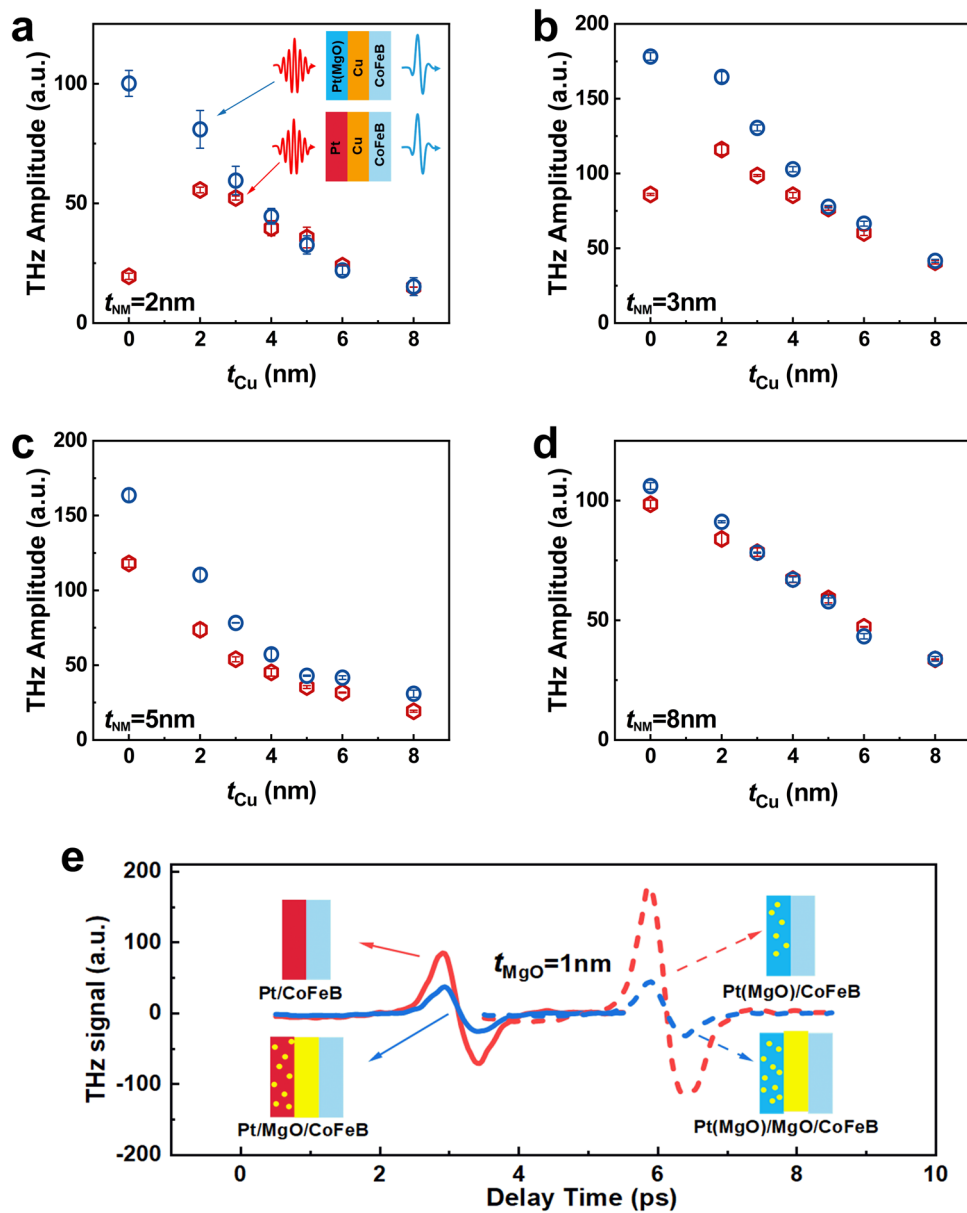 a
THz Amplitude (a.u.)
100
50
0
Pt(MgO)
Cu
CoFeB
Pt
Cu
CoFeB
tNM=2nm
0 2 4 6 8
tCu (nm)
b
THz Amplitude (a.u.)
200
150
100
50
0
tNM=3nm
0 2 4 6 8
tCu (nm)
c
THz Amplitude (a.u.)
200
150
100
50
0
tNM=5nm
0 2 4 6 8
tCu (nm)
d
THz Amplitude (a.u.)
100
50
0
tNM=8nm
0 2 4 6 8
tCu (nm)
e
THz signal (a.u.)
200
100
0
-100
-200
Pt/CoFeB
tMgO=1nm
Pt(MgO)/CoFeB
Pt/MgO/CoFeB
Pt(MgO)/MgO/CoFeB
0 2 4 6 8 10
Delay Time (ps)